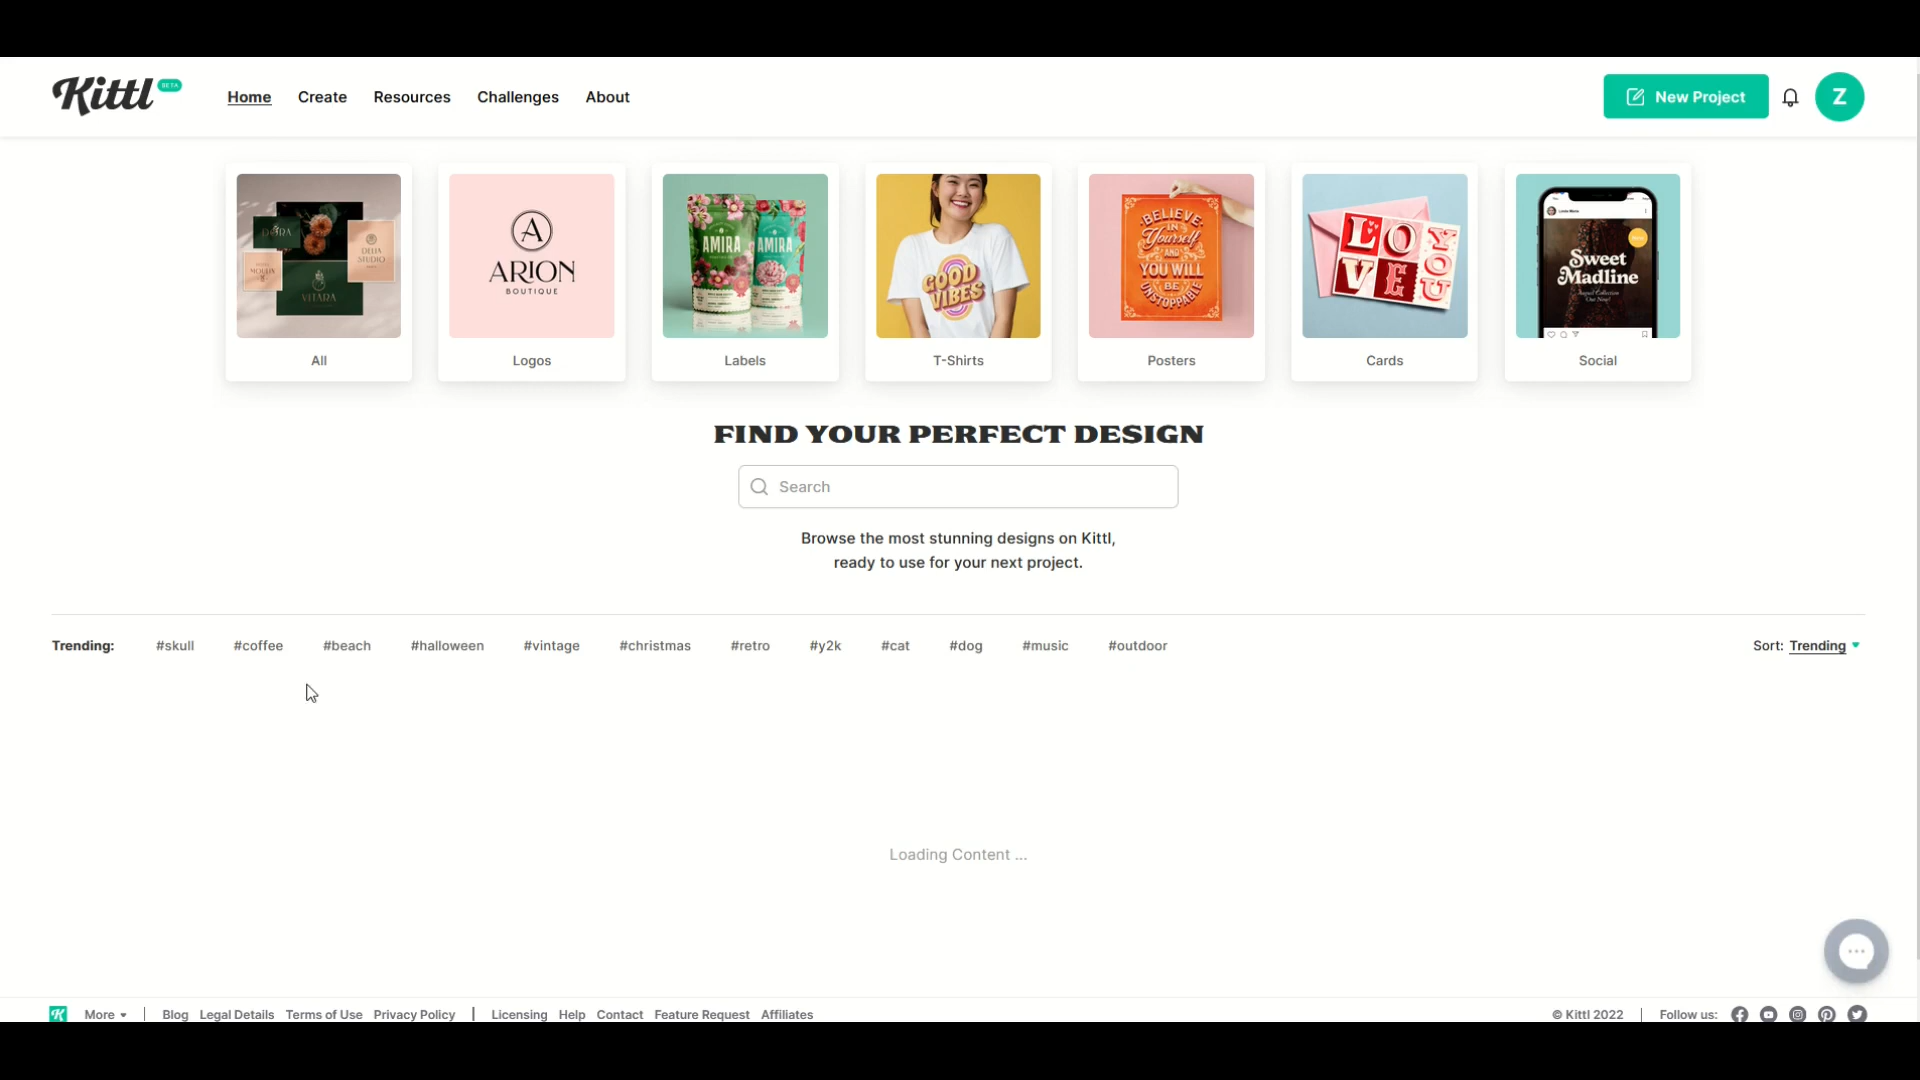 Kittl BETA
Home Create Resources Challenges About
New Project
Z
DORA
VITARA
DELIA
STUDIO
A
ARION
BOUTIQUE
AMIRA AMIRA
GOOD
VIBES
BELIEVE
IN
Yourself
AND
YOU WILL
BE
UNSTOPPABLE
LOVE YOU
Sweet
Madline
All Logos Labels T-Shirts Posters Cards Social
FIND YOUR PERFECT DESIGN
Search
Browse the most stunning designs on Kittl,
ready to use for your next project.
Trending: #skull #coffee #beach #halloween #vintage #christmas #retro #y2k #cat #dog #music #outdoor Sort: Trending
Loading Content ...
K More | Blog Legal Details Terms of Use Privacy Policy | Licensing Help Contact Feature Request Affiliates © Kittl 2022 | Follow us: